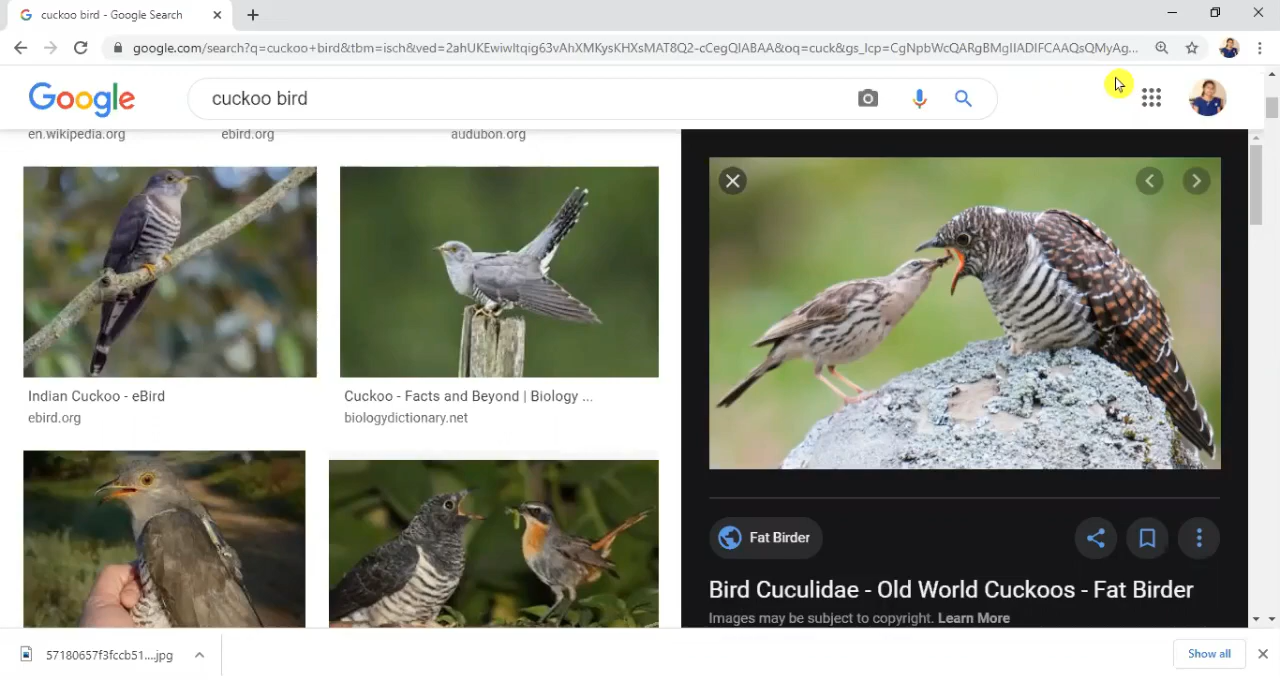 cuckoo bird - Google Search
google.com/search?q=cuckoo+bird&tbm=isch&ved=2ahUKEwiwltqig63vAhXMKysKHXsMAT8Q2-cCegQIABAA&oq=cuck&gs_lcp=CgNpbWcQARgBMgIIADIFCAAQsQMyAg...
Google
cuckoo bird
en.wikipedia.org
ebird.org
audubon.org
Indian Cuckoo - eBird
ebird.org
Cuckoo - Facts and Beyond | Biology ...
biologydictionary.net
Fat Birder
Bird Cuculidae - Old World Cuckoos - Fat Birder
Images may be subject to copyright. Learn More
57180657f3fccb51....jpg
Show all